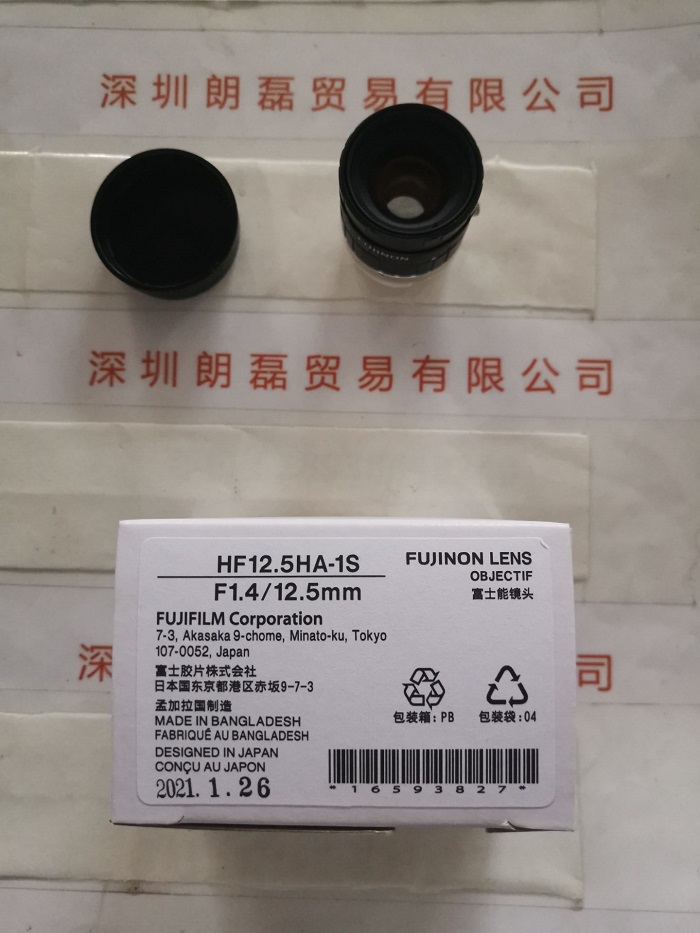 深圳朗磊贸易有限公司
FUJINON
深圳朗磊贸易有限公司
深
司
HF12.5HA-1S
F1.4/12.5mm
FUJINON LENS
OBJECTIF
富士能镜头
FUJIFILM Corporation
7-3, Akasaka 9-chome, Minato-ku, Tokyo
107-0052, Japan
富士胶片株式会社
日本国东京都港区赤坂9-7-3
孟加拉国制造
MADE IN BANGLADESH
FABRIQUÉ AU BANGLADESH
DESIGNED IN JAPAN
CONÇU AU JAPON
2021.1.26
包装箱:PB
包装袋:04
*16593827*